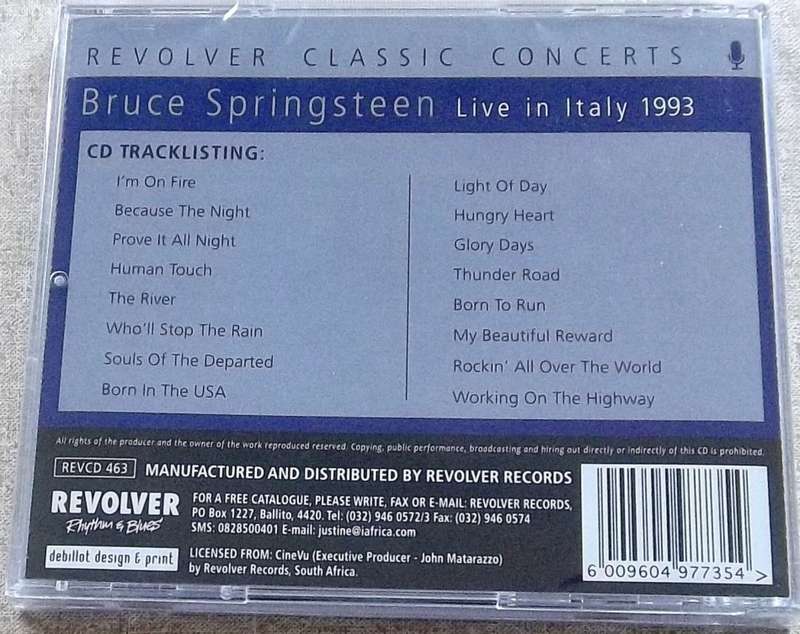 REVOLVER CLASSIC CONCERTS
Bruce Springsteen Live in Italy 1993
CD TRACKLISTING:
I'm On Fire
Because The Night
Prove It All Night
Human Touch
The River
Who'll Stop The Rain
Souls Of The Departed
Born In The USA
Light Of Day
Hungry Heart
Glory Days
Thunder Road
Born To Run
My Beautiful Reward
Rockin' All Over The World
Working On The Highway
All rights of the producer and the owner of the work reproduced reserved. Copying, public performance, broadcasting and hiring out directly or indirectly of this CD is prohibited.
REVCD 463 MANUFACTURED AND DISTRIBUTED BY REVOLVER RECORDS
REVOLVER
Rhythm & Blues
debillot design & print
FOR A FREE CATALOGUE, PLEASE WRITE, FAX OR E-MAIL: REVOLVER RECORDS,
PO Box 1227, Ballito, 4420. Tel: (032) 946 0572/3 Fax: (032) 946 0574
SMS: 0828500401 E-mail: justine@iafrica.com
LICENSED FROM: CineVu (Executive Producer - John Matarazzo)
by Revolver Records, South Africa.
6 009604 977354 >